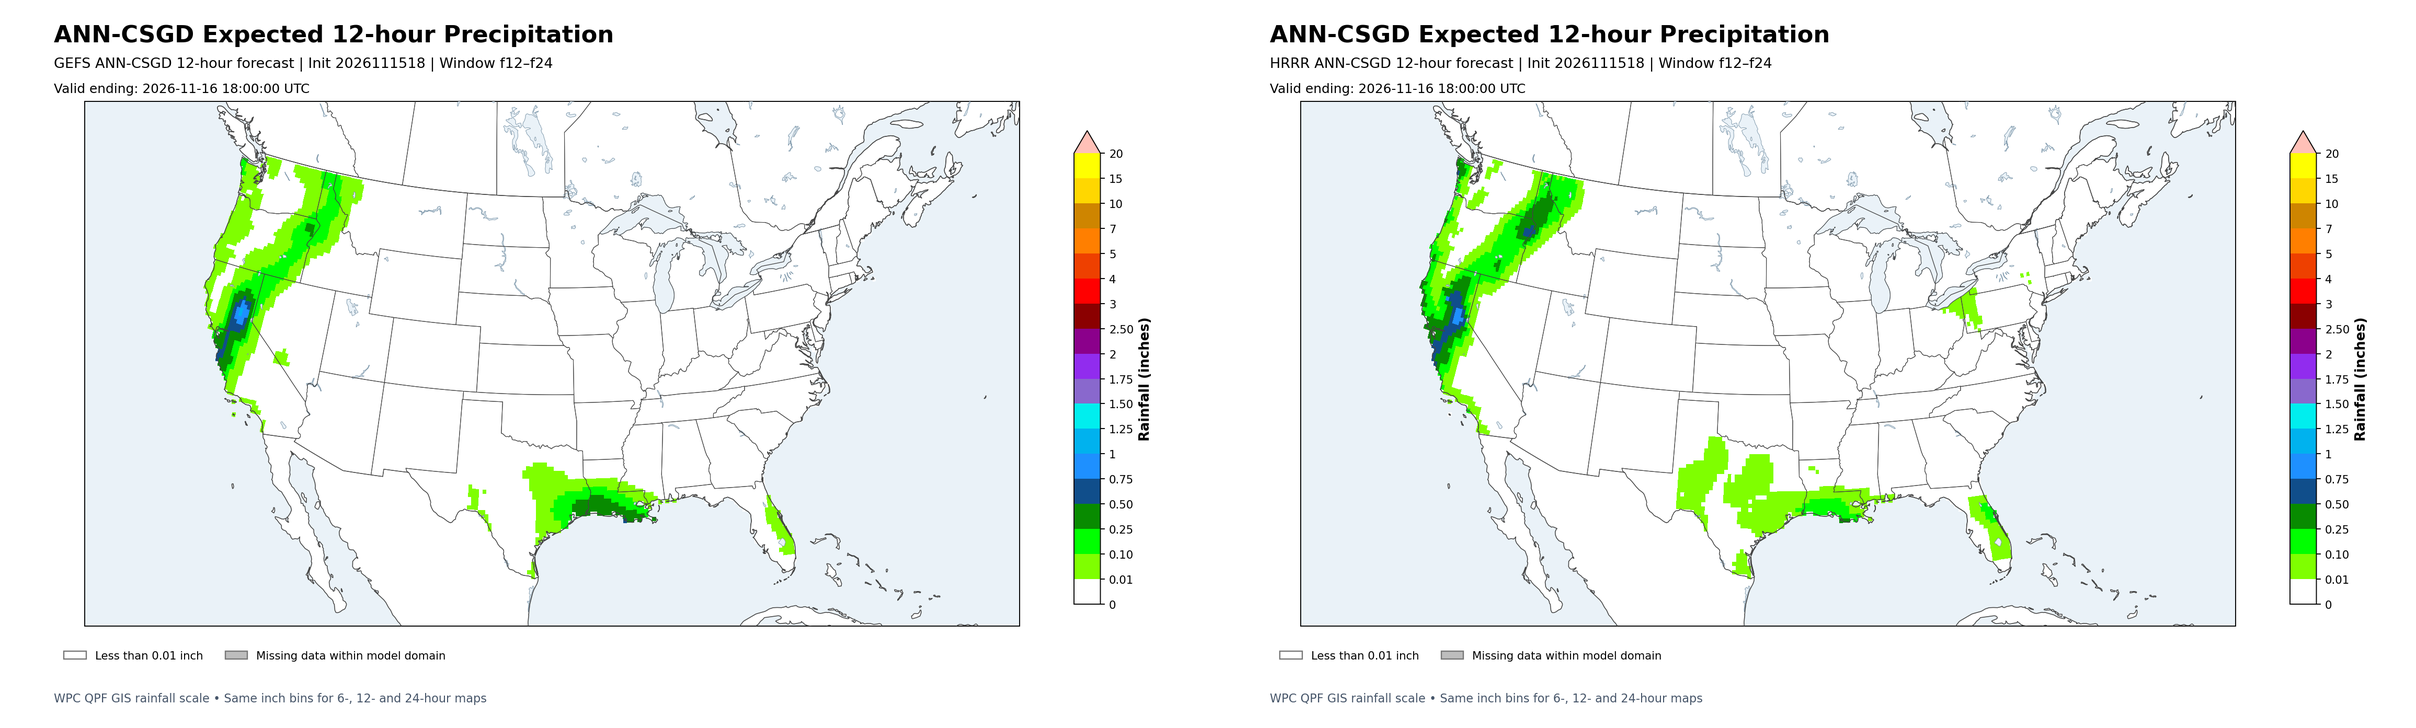 ANN-CSGD Expected 12-hour Precipitation
GEFS ANN-CSGD 12-hour forecast | Init 2026111518 | Window f12–f24
Valid ending: 2026-11-16 18:00:00 UTC
20
15
10
7
5
4
3
2.50
2
1.75
1.50
1.25
1
0.75
0.50
0.25
0.10
0.01
0
Rainfall (inches)
Less than 0.01 inch
Missing data within model domain
WPC QPF GIS rainfall scale • Same inch bins for 6-, 12- and 24-hour maps
ANN-CSGD Expected 12-hour Precipitation
HRRR ANN-CSGD 12-hour forecast | Init 2026111518 | Window f12–f24
Valid ending: 2026-11-16 18:00:00 UTC
20
15
10
7
5
4
3
2.50
2
1.75
1.50
1.25
1
0.75
0.50
0.25
0.10
0.01
0
Rainfall (inches)
Less than 0.01 inch
Missing data within model domain
WPC QPF GIS rainfall scale • Same inch bins for 6-, 12- and 24-hour maps